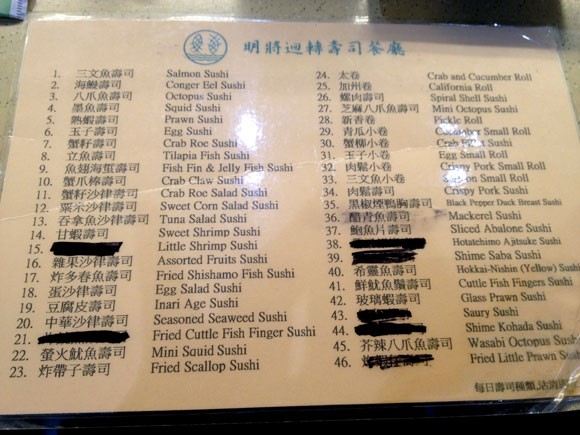 明將迴轉壽司餐廳
1. 三文魚壽司 Salmon Sushi
2. 海鰻壽司 Conger Eel Sushi
3. 八爪魚壽司 Octopus Sushi
4. 墨魚壽司 Squid Sushi
5. 熟蝦壽司 Prawn Sushi
6. 玉子壽司 Egg Sushi
7. 蟹籽壽司 Crab Roe Sushi
8. 立魚壽司 Tilapia Fish Sushi
9. 魚翅海蜇壽司 Fish Fin & Jelly Fish Sushi
10. 蟹爪棒壽司 Crab Claw Sushi
11. 蟹籽沙律壽司 Crab Roe Salad Sushi
12. 粟米沙律壽司 Sweet Corn Salad Sushi
13. 吞拿魚沙律壽司 Tuna Salad Sushi
14. 甘蝦壽司 Sweet Shrimp Sushi
15. Little Shrimp Sushi
16. 雜果沙律壽司 Assorted Fruits Sushi
17. 炸多春魚壽司 Fried Shishamo Fish Sushi
18. 蛋沙律壽司 Egg Salad Sushi
19. 豆腐皮壽司 Inari Age Sushi
20. 中華沙律壽司 Seasoned Seaweed Sushi
21. Fried Cuttle Fish Finger Sushi
22. 螢火魷魚壽司 Mini Squid Sushi
23. 炸帶子壽司 Fried Scallop Sushi
24. 太卷 Crab and Cucumber Roll
25. 加州卷 California Roll
26. 螺肉壽司 Spiral Shell Sushi
27. 芝麻八爪魚壽司 Mini Octopus Sushi
28. 新香卷 Pickle Roll
29. 青瓜小卷 Cucumber Small Roll
30. 蟹柳小卷 Crab Sushi
31. 玉子小卷 Egg Small Roll
32. 肉鬆小卷 Crispy Pork Small Roll
33. 三文魚小卷 Salmon Small Roll
34. 肉鬆壽司 Crispy Pork Sushi
35. 黑椒煙鴨胸壽司 Black Pepper Duck Breast Sushi
36. 醋青魚壽司 Mackerel Sushi
37. 鮑魚片壽司 Sliced Abalone Sushi
38. Hotatehimo Ajitsuke Sushi
39. Shime Saba Sushi
40. 希靈魚壽司 Hokkai-Nishin (Yellow) Sushi
41. 鮮魷魚鬚壽司 Cuttle Fish Fingers Sushi
42. 玻璃蝦壽司 Glass Prawn Sushi
43. Saury Sushi
44. Shime Kohada Sushi
45. 芥辣八爪魚壽司 Wasabi Octopus Sushi
46. Fried Little Prawn Sushi
每日壽司種類,沽清